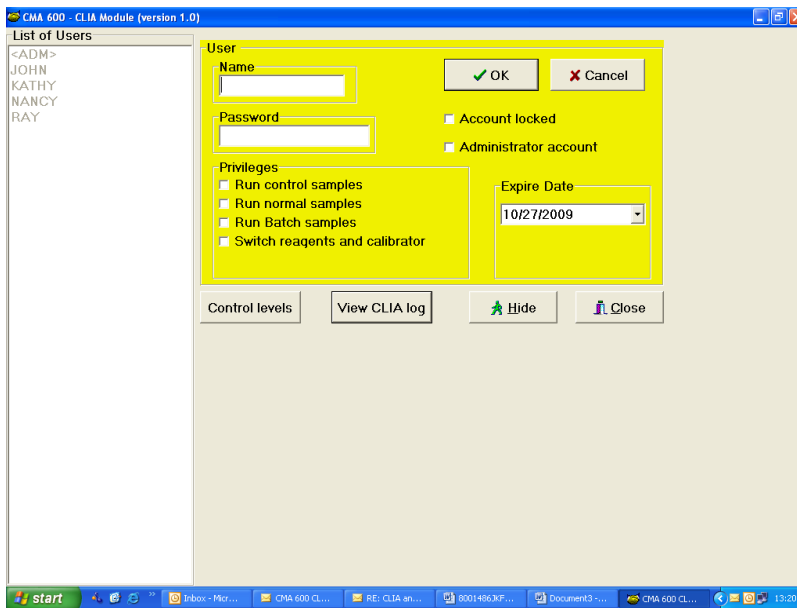 CMA 600 - CLIA Module (version 1.0)
List of Users
<ADM>
JOHN
KATHY
NANCY
RAY
User
Name
OK
Cancel
Password
Account locked
Administrator account
Privileges
Run control samples
Run normal samples
Run Batch samples
Switch reagents and calibrator
Expire Date
10/27/2009
Control levels
View CLIA log
Hide
Close
start
Inbox - Micr...
CMA 600 CL...
RE: CLIA an...
8001486JKF...
Document3 -...
CMA 600 CL...
13:20